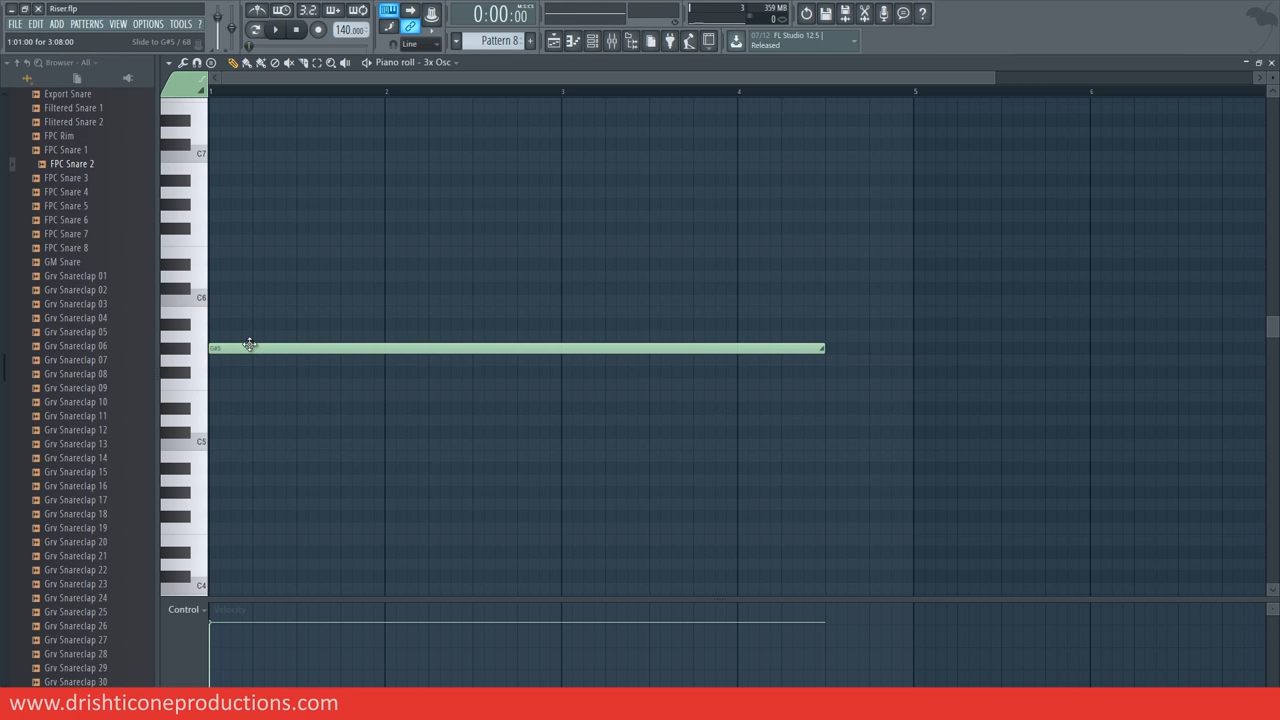 Riser.flp
FILE EDIT ADD PATTERNS VIEW OPTIONS TOOLS ?
1:01:00 for 3:08:00 Slide to G#5 / 68
3.2.
140.000
Line
0:00:00
M:S:CS
Pattern 8
3
359 MB
0
07/12 FL Studio 12.5 |
Released
Browser - All
Piano roll - 3x Osc
Export Snare
Filtered Snare 1
Flitered Snare 2
FPC Rim
FPC Snare 1
FPC Snare 2
FPC Snare 3
FPC Snare 4
FPC Snare 5
FPC Snare 6
FPC Snare 7
FPC Snare 8
GM Snare
Grv Snareclap 01
Grv Snareclap 02
Grv Snareclap 03
Grv Snareclap 04
Grv Snareclap 05
Grv Snareclap 06
Grv Snareclap 07
Grv Snareclap 08
Grv Snareclap 09
Grv Snareclap 10
Grv Snareclap 11
Grv Snareclap 12
Grv Snareclap 13
Grv Snareclap 14
Grv Snareclap 15
Grv Snareclap 16
Grv Snareclap 17
Grv Snareclap 18
Grv Snareclap 19
Grv Snareclap 20
Grv Snareclap 21
Grv Snareclap 22
Grv Snareclap 23
Grv Snareclap 24
Grv Snareclap 25
Grv Snareclap 26
Grv Snareclap 27
Grv Snareclap 28
Grv Snareclap 29
Grv Snareclap 30
1 2 3 4 5 6
C7
C6
G#5
C5
C4
Control
Velocity
www.drishticoneproductions.com